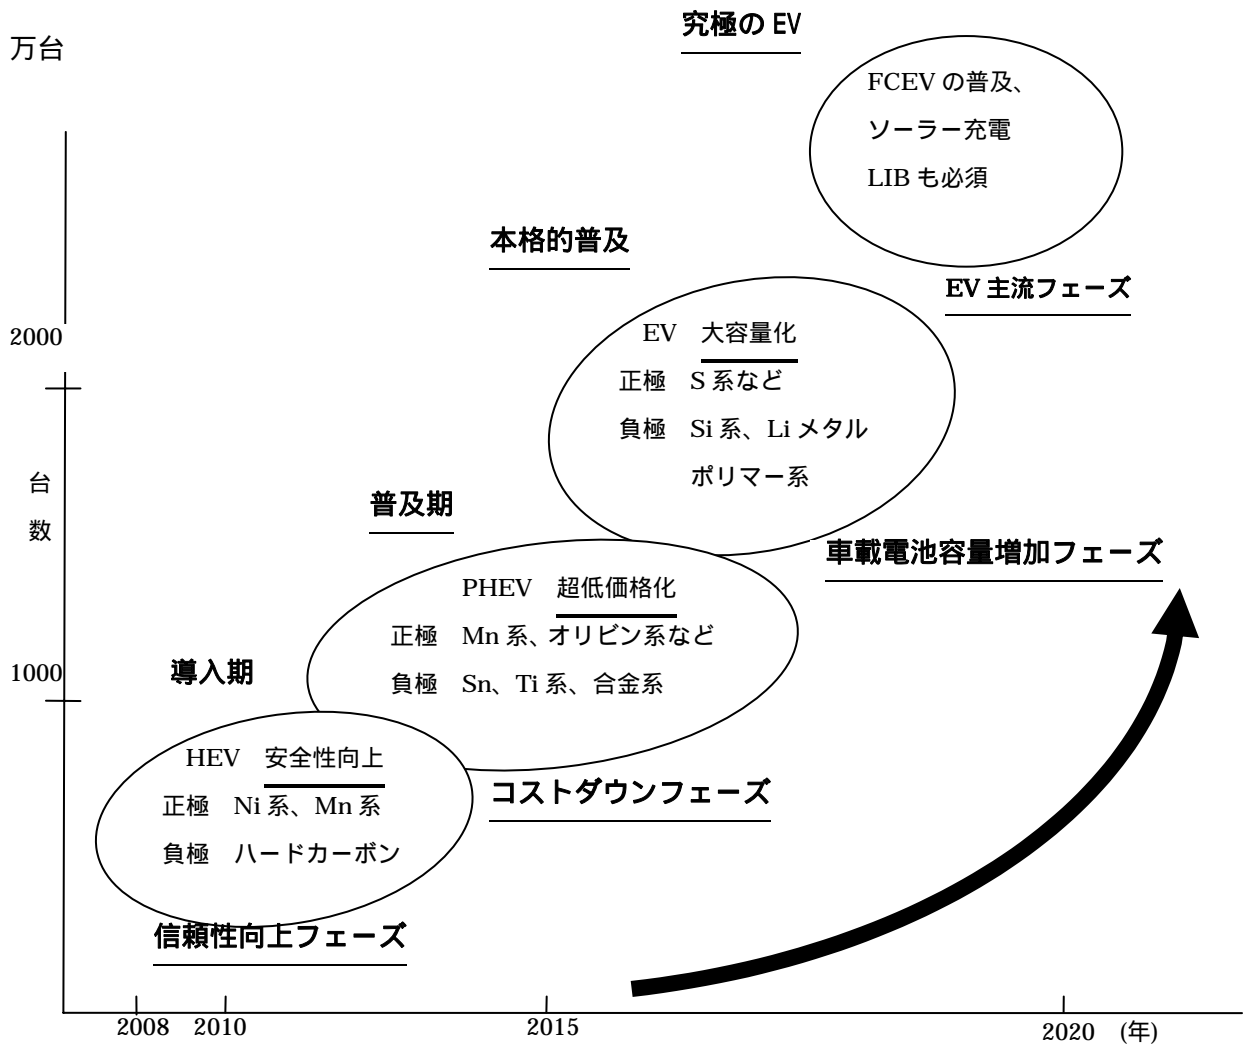 究極の EV
万台
FCEV の普及、
ソーラー充電
LIB も必須
本格的普及
EV 主流フェーズ
2000
EV 大容量化
正極 S 系など
負極 Si 系、Li メタル
ポリマー系
台
数
普及期
車載電池容量増加フェーズ
PHEV 超低価格化
正極 Mn 系、オリビン系など
負極 Sn、Ti 系、合金系
1000
導入期
HEV 安全性向上
正極 Ni 系、Mn 系
負極 ハードカーボン
コストダウンフェーズ
信頼性向上フェーズ
2008 2010 2015 2020 (年)